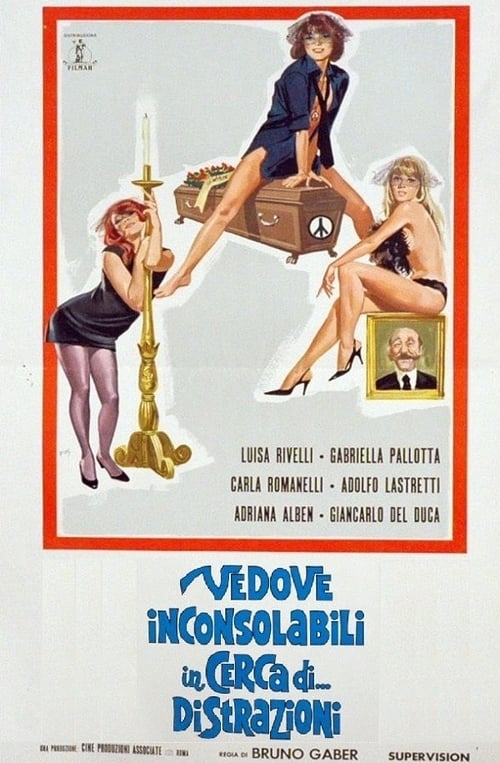 DISTRIBUZIONE
FILMAR
LUISA RIVELLI • GABRIELLA PALLOTTA
CARLA ROMANELLI • ADOLFO LASTRETTI
ADRIANA ALBEN • GIANCARLO DEL DUCA
VEDOVE
INCONSOLABILI
in CERCA di...
DiStRAZIONI
UNA PRODUZIONE: CINE PRODUZIONI ASSOCIATE ROMA
REGIA DI BRUNO GABER
SUPERVISION